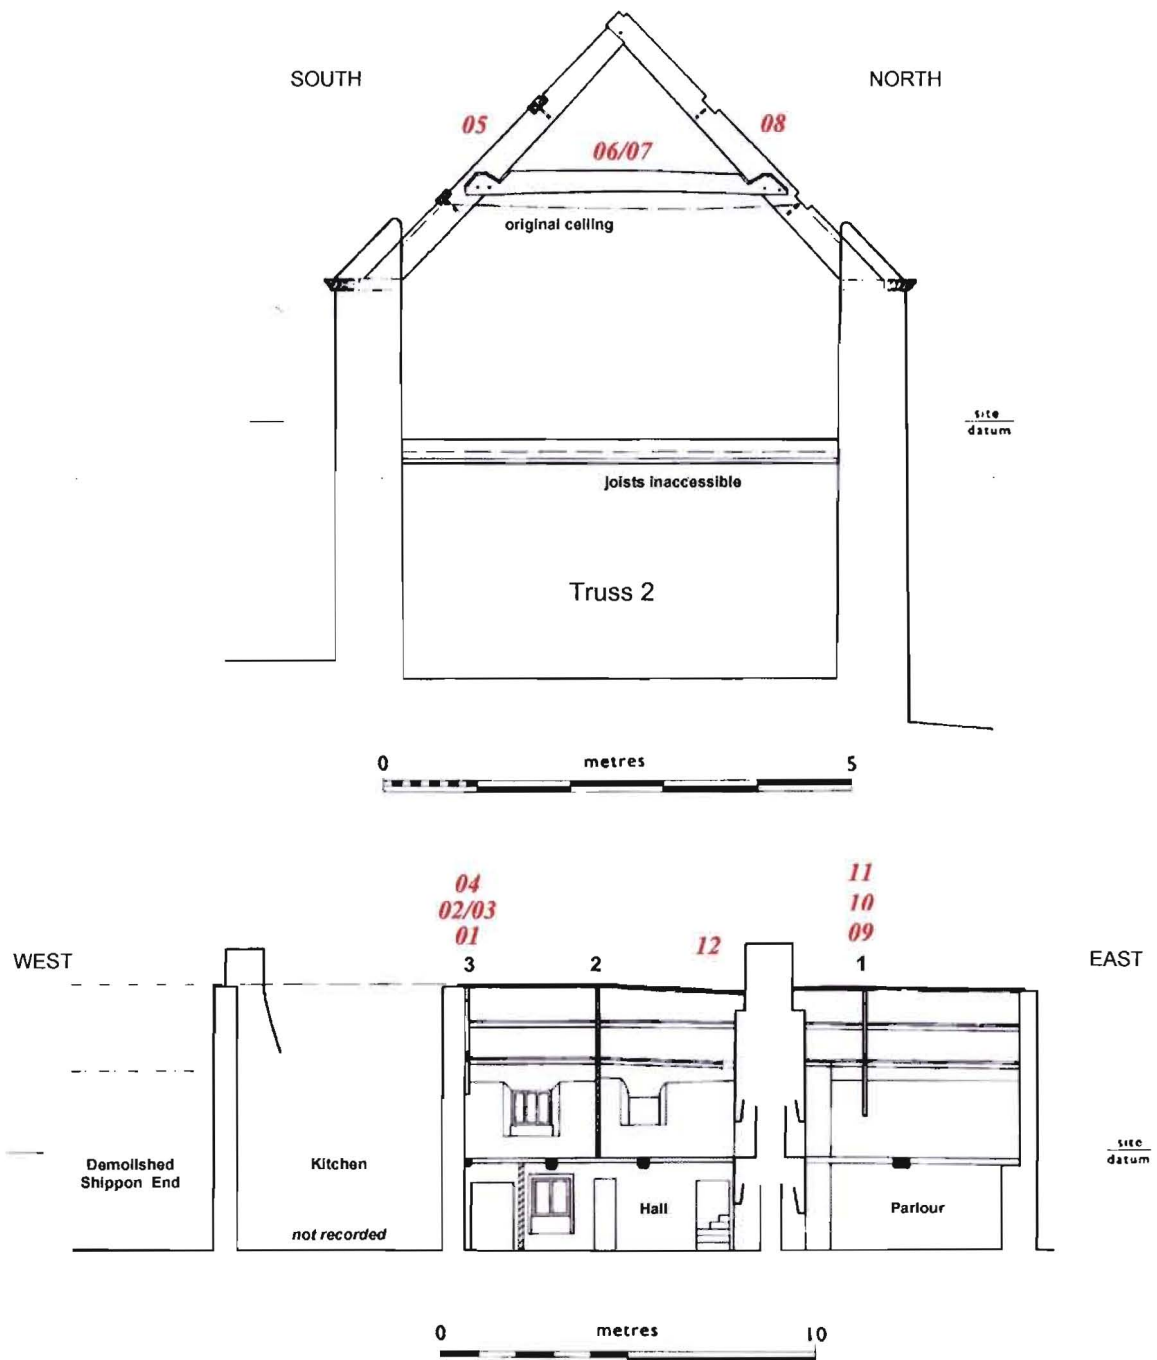 SOUTH
NORTH
05
08
06/07
original ceiling
site
datum
joists inaccessible
Truss 2
0 metres 5
04
02/03
01
11
10
09
12
WEST
3
2
1
EAST
Demolished
Shippon End
Kitchen
Hall
Parlour
site
datum
not recorded
0 metres 10